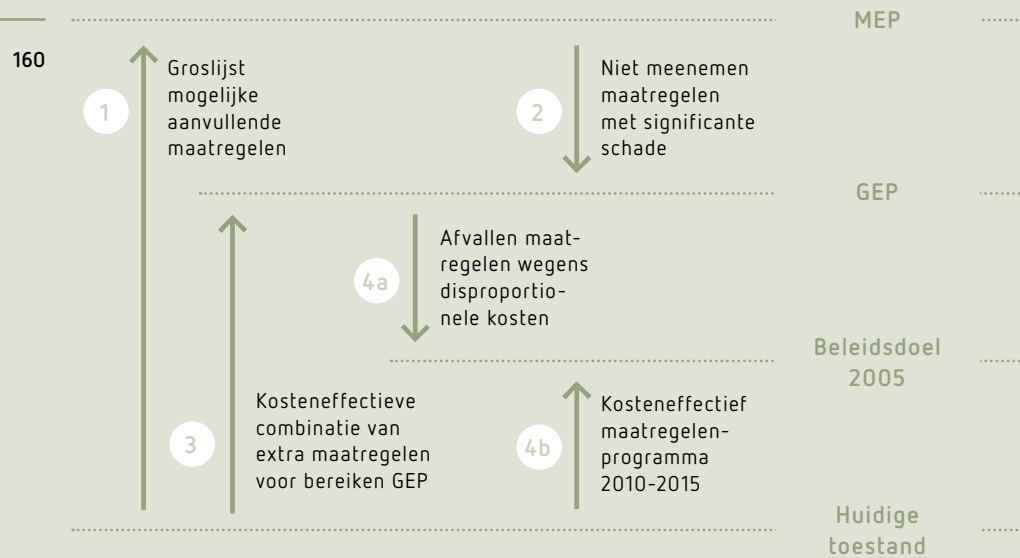 MEP
160
1
Groslijst
mogelijke
aanvullende
maatregelen
2
Niet meenemen
maatregelen
met significante
schade
GEP
4a
Afvallen maat-
regelen wegens
disproportio-
nele kosten
Beleidsdoel
2005
3
Kosteneffectieve
combinatie van
extra maatregelen
voor bereiken GEP
4b
Kosteneffectief
maatregelen-
programma
2010-2015
Huidige
toestand